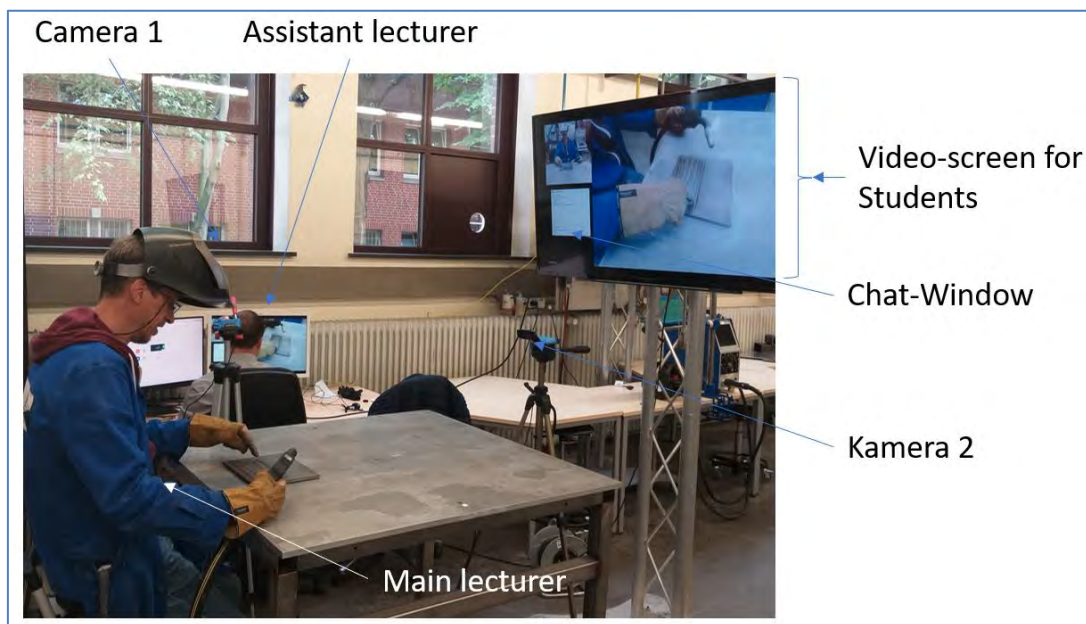 Camera 1
Assistant lecturer
Video-screen for
Students
Chat-Window
Kamera 2
Main lecturer